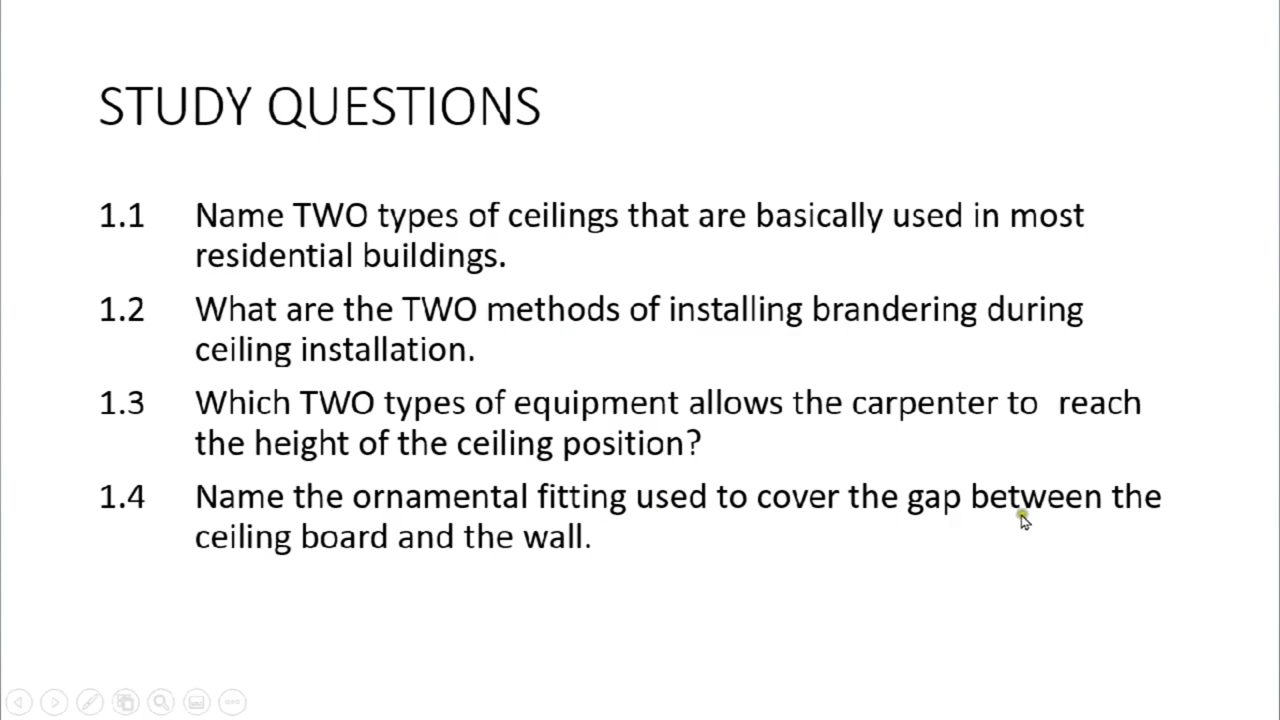 STUDY QUESTIONS
1.1 Name TWO types of ceilings that are basically used in most
residential buildings.
1.2 What are the TWO methods of installing brandering during
ceiling installation.
1.3 Which TWO types of equipment allows the carpenter to  reach
the height of the ceiling position?
1.4 Name the ornamental fitting used to cover the gap between the
ceiling board and the wall.